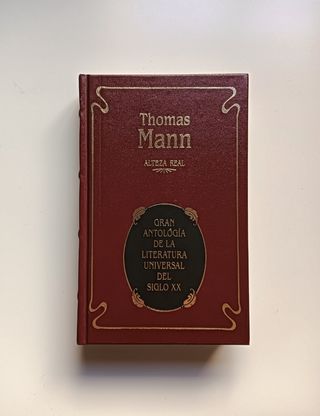 Thomas
Mann
ALTEZA REAL
GRAN
ANTOLOGÍA
DE LA
LITERATURA
UNIVERSAL
DEL
SIGLO XX